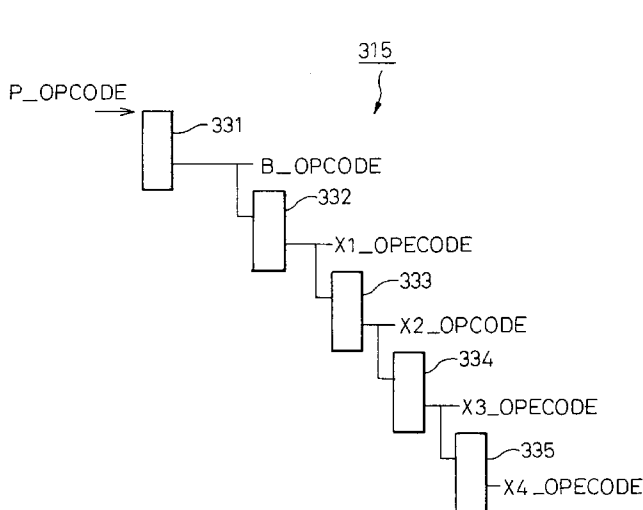 315
P_OPCODE
331
B_OPCODE
332
X1_OPECODE
333
X2_OPCODE
334
X3_OPECODE
335
X4_OPECODE